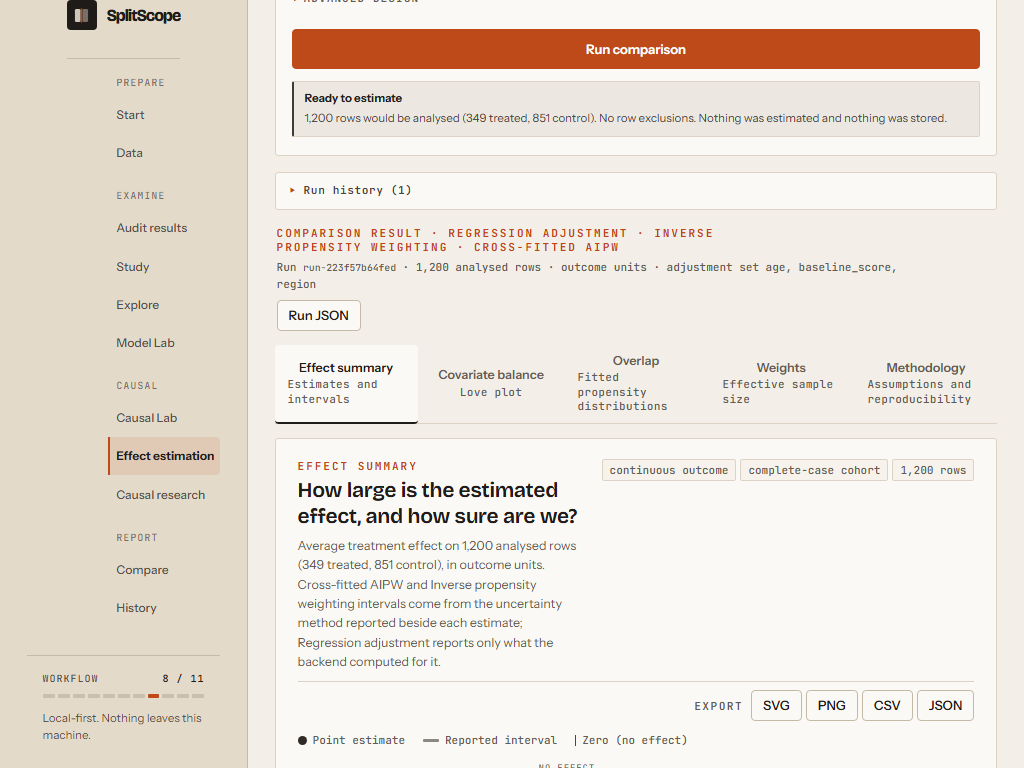 SplitScope
PREPARE
Start
Data
EXAMINE
Audit results
Study
Explore
Model Lab
CAUSAL
Causal Lab
Effect estimation
Causal research
REPORT
Compare
History
WORKFLOW 8 / 11
Local-first. Nothing leaves this
machine.
Run comparison
Ready to estimate
1,200 rows would be analysed (349 treated, 851 control). No row exclusions. Nothing was estimated and nothing was stored.
Run history (1)
COMPARISON RESULT · REGRESSION ADJUSTMENT · INVERSE
PROPENSITY WEIGHTING · CROSS-FITTED AIPW
Run run-223f57b64fed · 1,200 analysed rows · outcome units · adjustment set age, baseline_score,
region
Run JSON
Effect summary
Estimates and
intervals
Covariate balance
Love plot
Overlap
Fitted
propensity
distributions
Weights
Effective sample
size
Methodology
Assumptions and
reproducibility
EFFECT SUMMARY
How large is the estimated
effect, and how sure are we?
continuous outcome
complete-case cohort
1,200 rows
Average treatment effect on 1,200 analysed rows
(349 treated, 851 control), in outcome units.
Cross-fitted AIPW and Inverse propensity
weighting intervals come from the uncertainty
method reported beside each estimate;
Regression adjustment reports only what the
backend computed for it.
EXPORT SVG PNG CSV JSON
Point estimate Reported interval Zero (no effect)
NO EFFECT